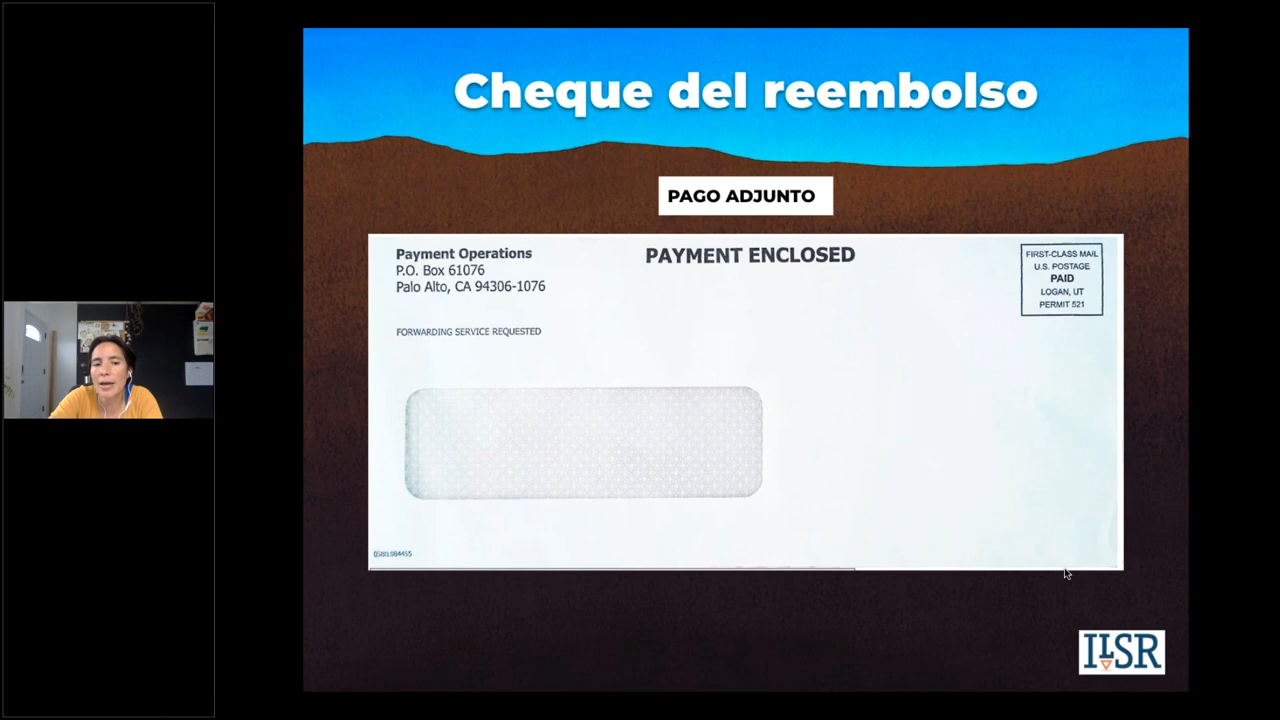 Cheque del reembolso
PAGO ADJUNTO
Payment Operations
P.O. Box 61076
Palo Alto, CA 94306-1076
PAYMENT ENCLOSED
FIRST-CLASS MAIL
U.S. POSTAGE
PAID
LOGAN, UT
PERMIT 521
FORWARDING SERVICE REQUESTED
ILSR